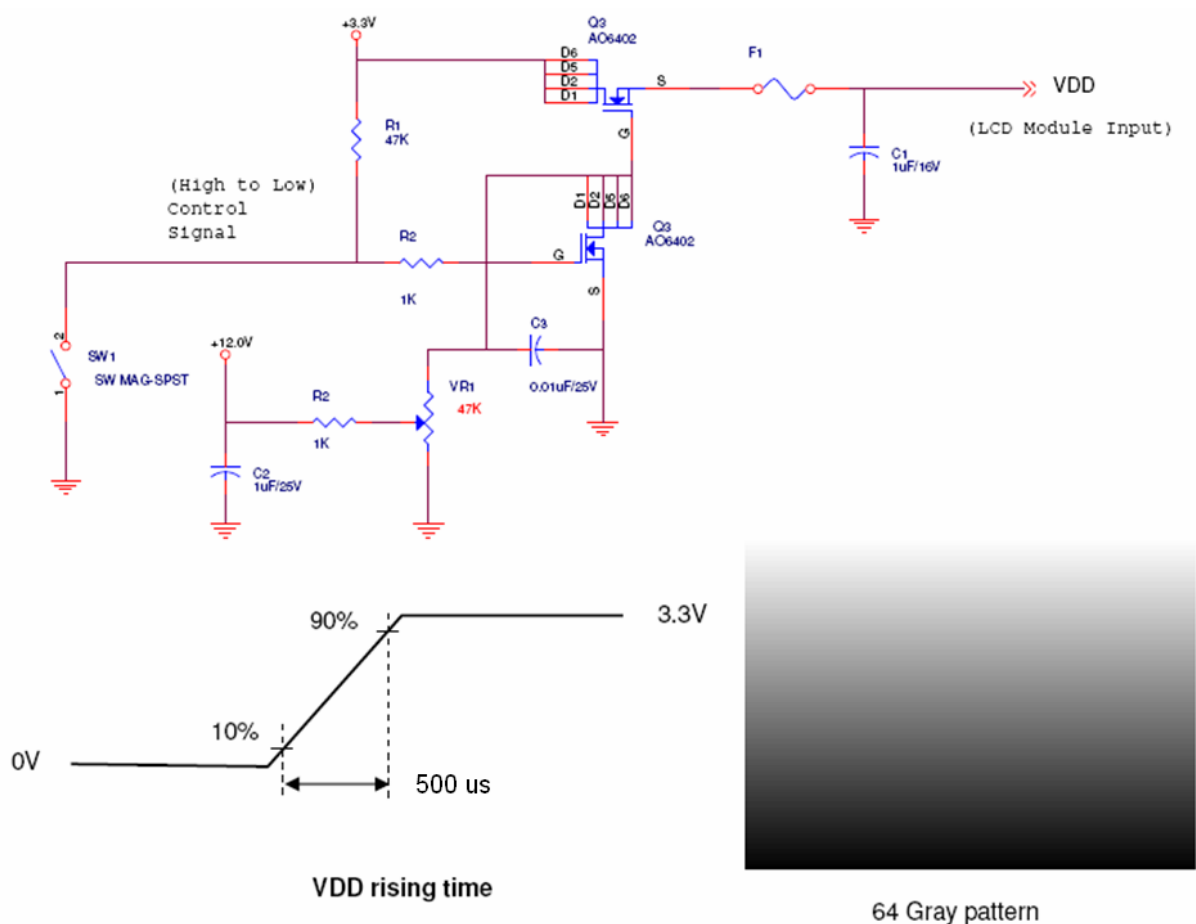 Q3
AO6402
+3.3V
D6
D5
D2
D1
S
G
F1
VDD
(LCD Module Input)
R1
47K
C1
1uF/16V
(High to Low)
Control
Signal
D1
D2
D5
D6
Q3
AO6402
R2
1K
G
S
2
1
SW1
SW MAG-SPST
+12.0V
C3
0.01uF/25V
VR1
47K
R2
1K
C2
1uF/25V
90%
3.3V
10%
0V
500 us
VDD rising time
64 Gray pattern